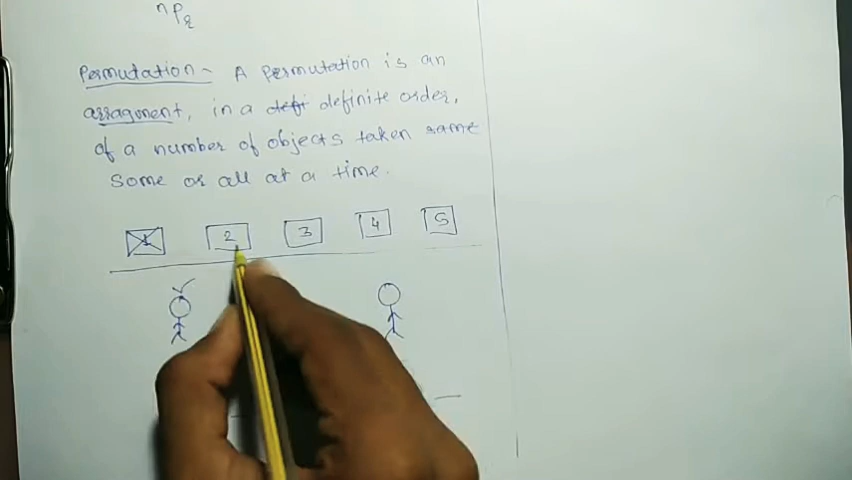 nPr
Permutation - A Permutation is an
arragment, in a defi definite order,
of a number of objects taken same
some or all at a time.
1 2 3 4 5